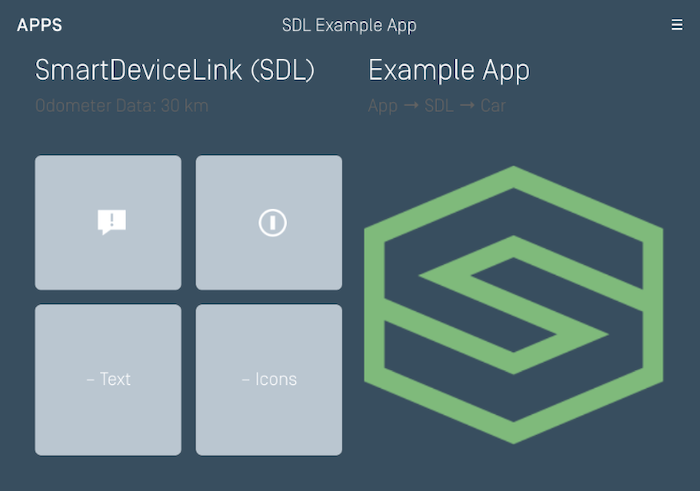 APPS
SDL Example App
SmartDeviceLink (SDL)
Example App
Odometer Data: 30 km
App → SDL → Car
– Text
– Icons